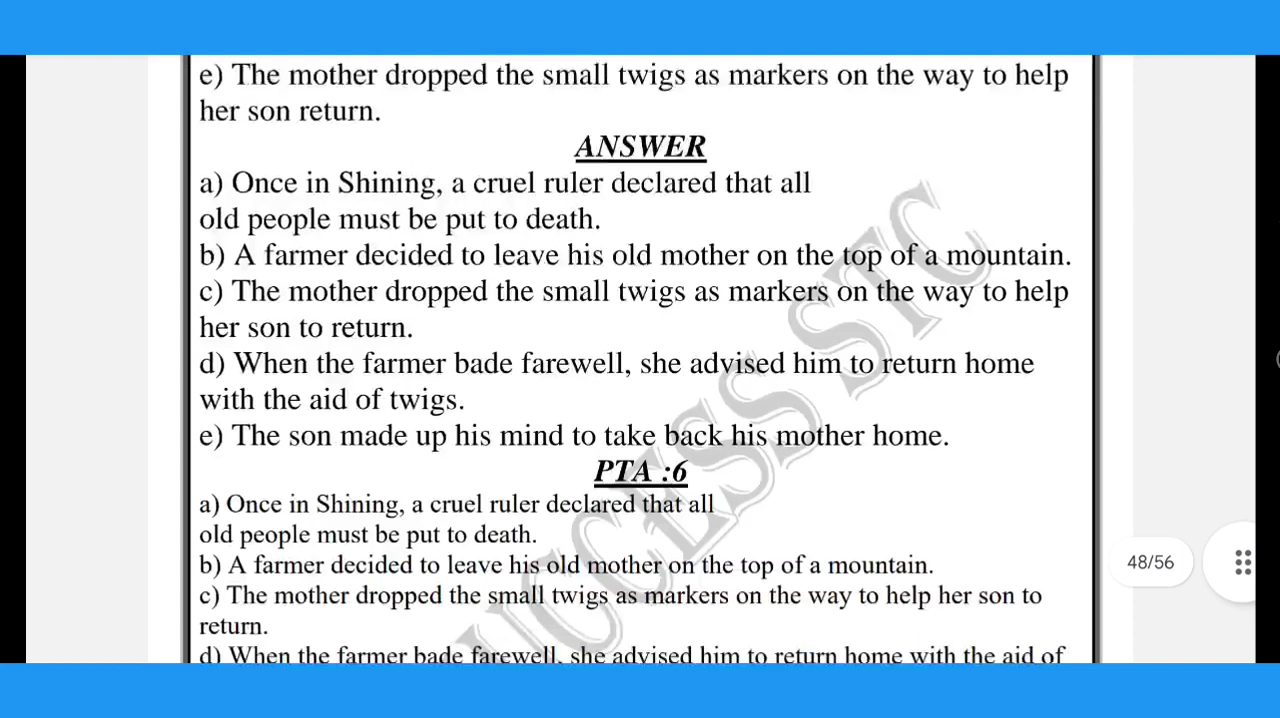 e) The mother dropped the small twigs as markers on the way to help
her son return.
ANSWER
a) Once in Shining, a cruel ruler declared that all
old people must be put to death.
b) A farmer decided to leave his old mother on the top of a mountain.
c) The mother dropped the small twigs as markers on the way to help
her son to return.
d) When the farmer bade farewell, she advised him to return home
with the aid of twigs.
e) The son made up his mind to take back his mother home.
PTA :6
a) Once in Shining, a cruel ruler declared that all
old people must be put to death.
b) A farmer decided to leave his old mother on the top of a mountain.
c) The mother dropped the small twigs as markers on the way to help her son to
return.
d) When the farmer bade farewell, she advised him to return home with the aid of
48/56
UCCESS STC